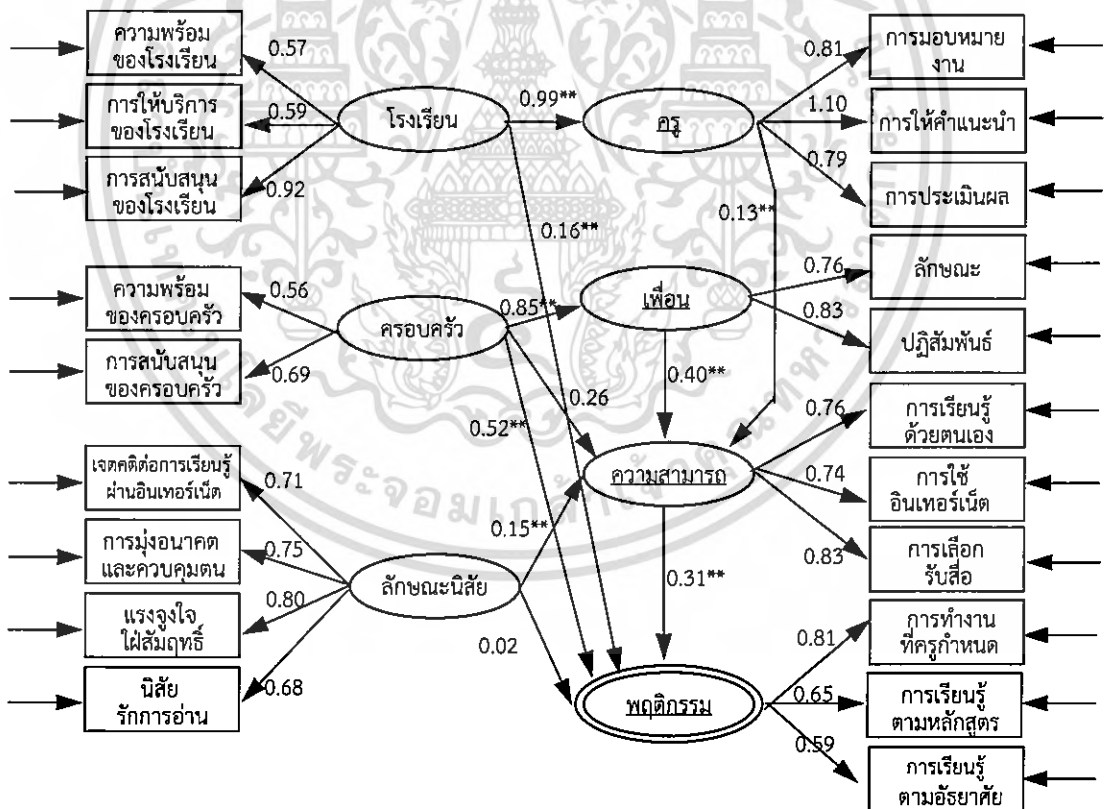 ความพร้อม
ของโรงเรียน
0.57
การให้บริการ
ของโรงเรียน
0.59
การสนับสนุน
ของโรงเรียน
0.92
โรงเรียน
0.99**
ครู
0.81
การมอบหมาย
งาน
1.10
การให้คำแนะนำ
0.79
การประเมินผล
0.13**
0.16**
ความพร้อม
ของครอบครัว
0.56
การสนับสนุน
ของครอบครัว
0.69
ครอบครัว
0.85**
เพื่อน
0.76
ลักษณะ
0.83
ปฏิสัมพันธ์
0.40**
0.26
0.52**
ความสามารถ
0.76
การเรียนรู้
ด้วยตนเอง
0.74
การใช้
อินเทอร์เน็ต
0.83
การเลือก
รับสื่อ
เจตคติต่อการเรียนรู้
ผ่านอินเทอร์เน็ต
0.71
การมุ่งอนาคต
และควบคุมตน
0.75
แรงจูงใจ
ใฝ่สัมฤทธิ์
0.80
นิสัย
รักการอ่าน
0.68
ลักษณะนิสัย
0.15**
0.02
0.31**
พฤติกรรม
0.81
การทำงาน
ที่ครูกำหนด
0.65
การเรียนรู้
ตามหลักสูตร
0.59
การเรียนรู้
ตามอัธยาศัย